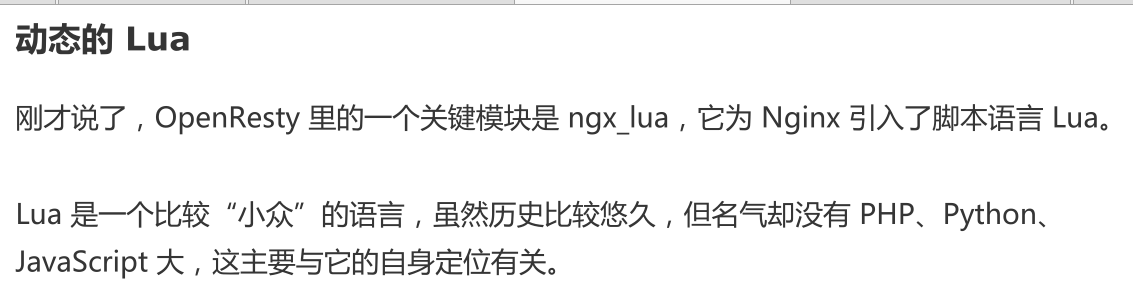 动态的 Lua
刚才说了，OpenResty 里的一个关键模块是 ngx_lua，它为 Nginx 引入了脚本语言 Lua。
Lua 是一个比较“小众”的语言，虽然历史比较悠久，但名气却没有 PHP、Python、
JavaScript 大，这主要与它的自身定位有关。